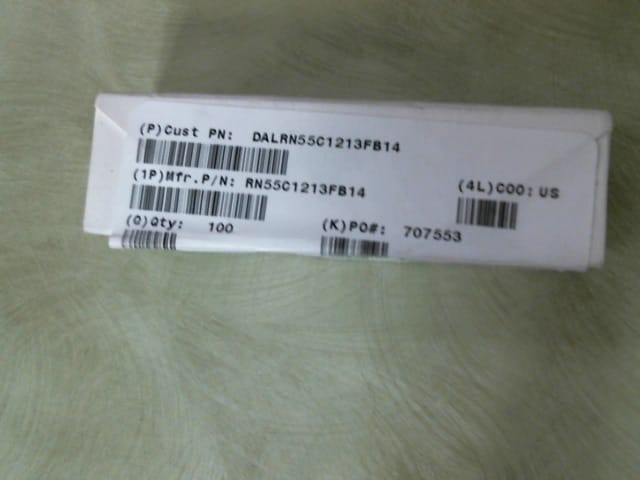 (P)Cust PN: DALRN55C1213FB14
(1P)Mfr.P/N: RN55C1213FB14
(4L)COO: US
(Q)Qty: 100
(K)PO#: 707553